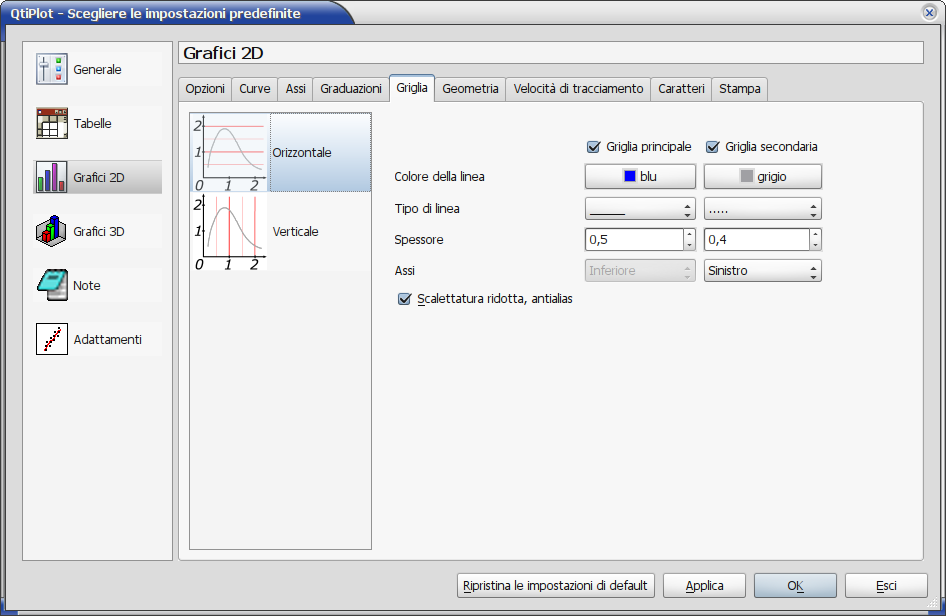 QtiPlot - Scegliere le impostazioni predefinite
Generale
Tabelle
Grafici 2D
Grafici 3D
Note
Adattamenti
Grafici 2D
Opzioni Curve Assi Graduazioni Griglia Geometria Velocità di tracciamento Caratteri Stampa
2
1
0 1 2
Orizzontale
2
1
0 1 2
Verticale
Griglia principale Griglia secondaria
Colore della linea blu grigio
Tipo di linea
Spessore 0,5 0,4
Assi Inferiore Sinistro
Scalettatura ridotta, antialias
Ripristina le impostazioni di default Applica OK Esci